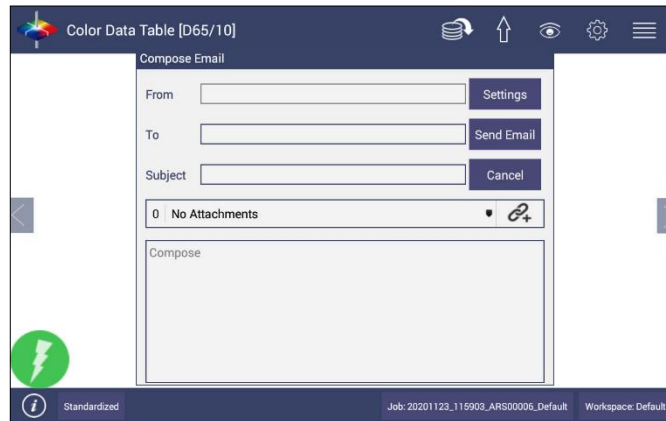 Color Data Table [D65/10]
Compose Email
From
Settings
To
Send Email
Subject
Cancel
0 No Attachments
Compose
i Standardized Job: 20201123_115903_ARS00006_Default Workspace: Default